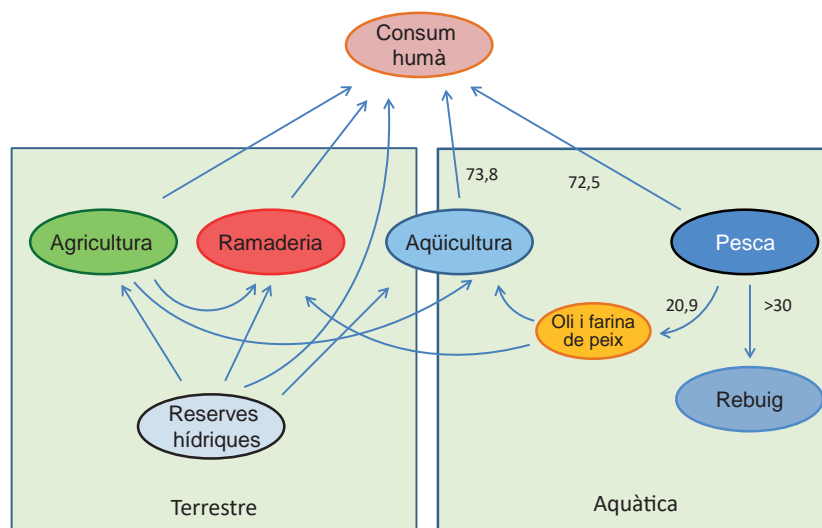 Consum
humà
73,8
72,5
Agricultura
Ramaderia
Aqüicultura
Pesca
20,9
>30
Oli i farina
de peix
Rebuig
Reserves
hídriques
Terrestre
Aquàtica